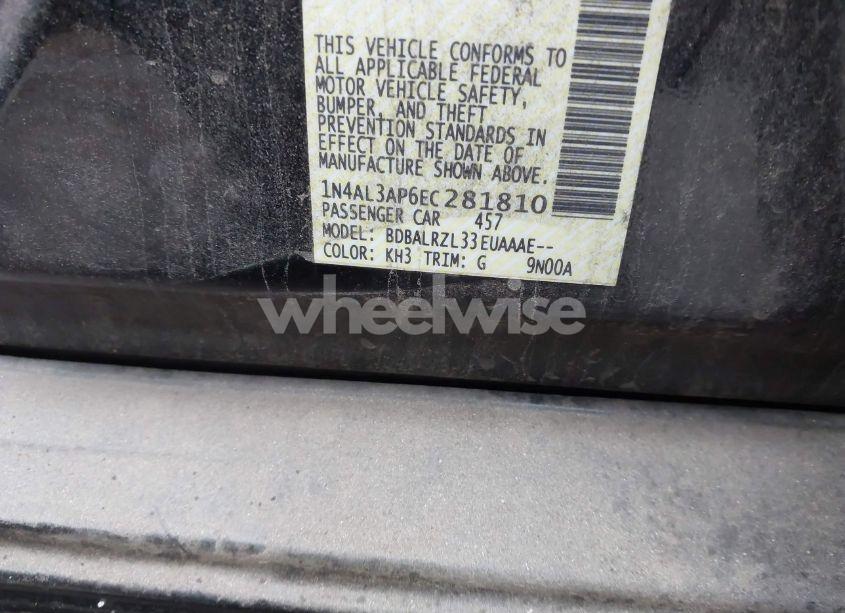 THIS VEHICLE CONFORMS TO
ALL APPLICABLE FEDERAL
MOTOR VEHICLE SAFETY,
BUMPER, AND THEFT
PREVENTION STANDARDS IN
EFFECT ON THE DATE OF
MANUFACTURE SHOWN ABOVE.
1N4AL3AP6EC281810
PASSENGER CAR 457
MODEL: BDBALRZL33EUAAAE--
COLOR: KH3 TRIM: G 9N00A
wheelwise